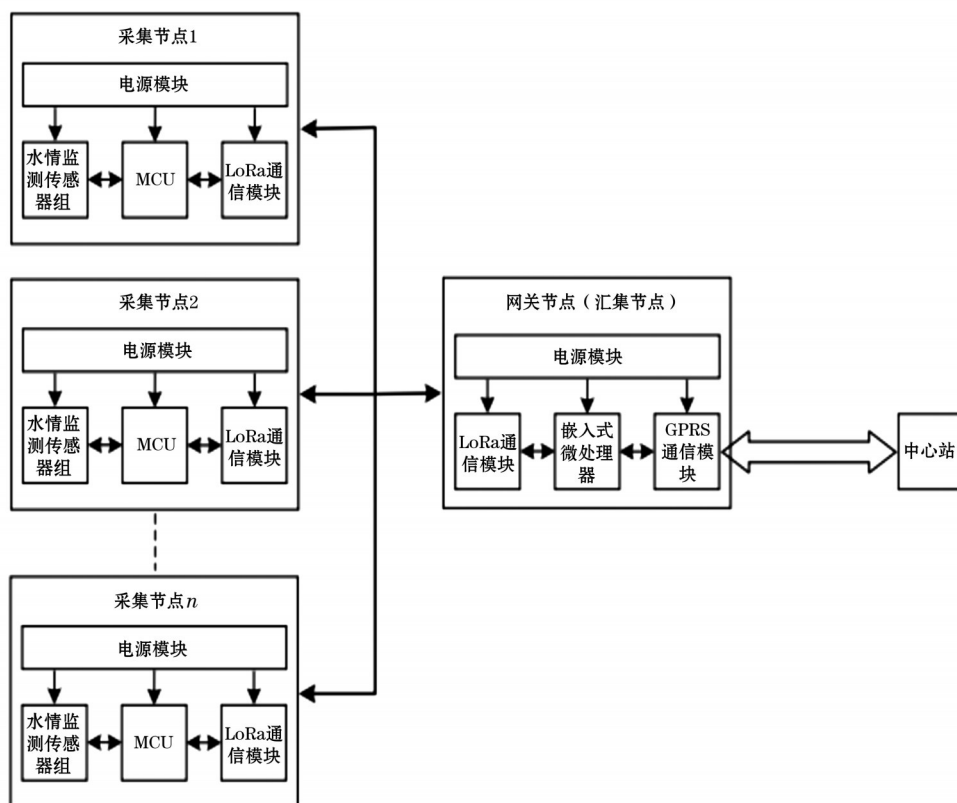 采集节点1
电源模块
水情监
测传感
器组
MCU
LoRa通
信模块
采集节点2
电源模块
水情监
测传感
器组
MCU
LoRa通
信模块
采集节点n
电源模块
水情监
测传感
器组
MCU
LoRa通
信模块
网关节点（汇集节点）
电源模块
LoRa通
信模块
嵌入式
微处理
器
GPRS
通信模
块
中心站